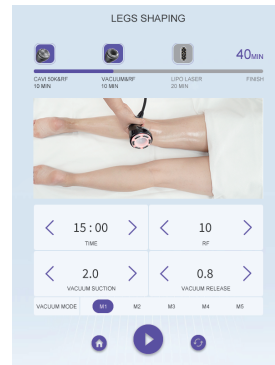 LEGS SHAPING
40MIN
CAVI 50K&RF
10 MIN
VACUUM&RF
10 MIN
LIPO LASER
20 MIN
FINISH
15 : 00
TIME
10
RF
2.0
VACUUM SUCTION
0.8
VACUUM RELEASE
VACUUM MODE M1 M2 M3 M4 M5